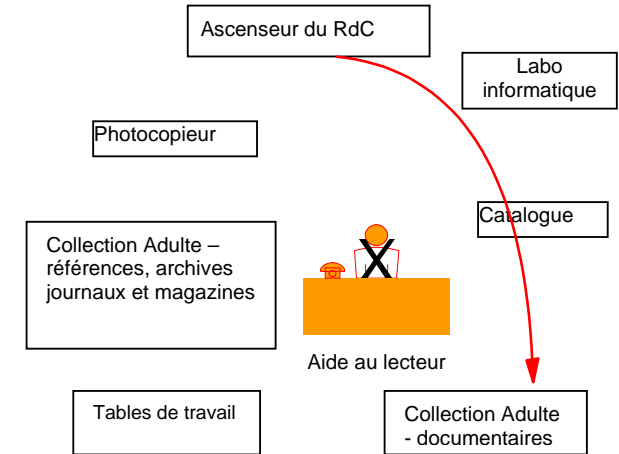 Ascenseur du RdC
Labo
informatique
Photocopieur
Catalogue
Collection Adulte –
références, archives
journaux et magazines
Aide au lecteur
Tables de travail
Collection Adulte
- documentaires